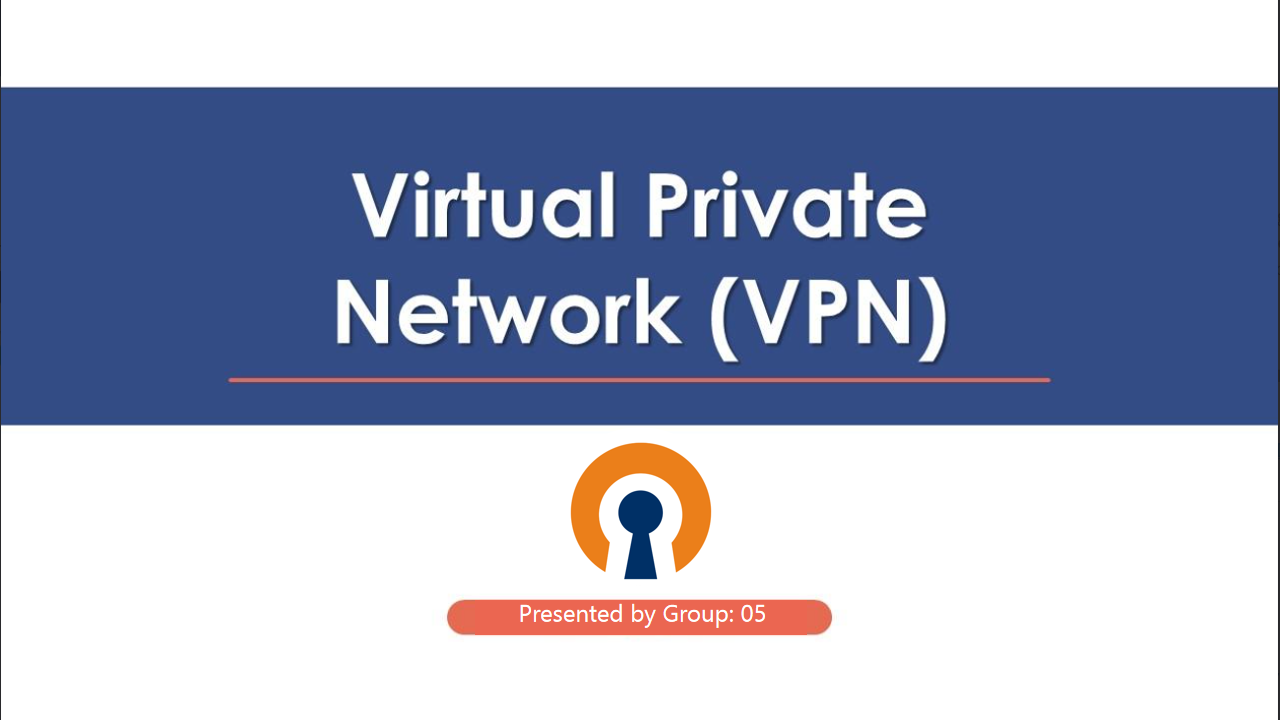 Virtual Private
Network (VPN)
Presented by Group: 05